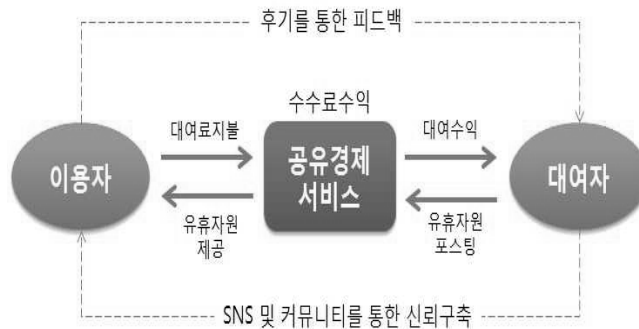 후기를 통한 피드백
수수료수익
대여료지불
대여수익
이용자
공유경제
서비스
대여자
유휴자원
제공
유휴자원
포스팅
SNS 및 커뮤니티를 통한 신뢰구축